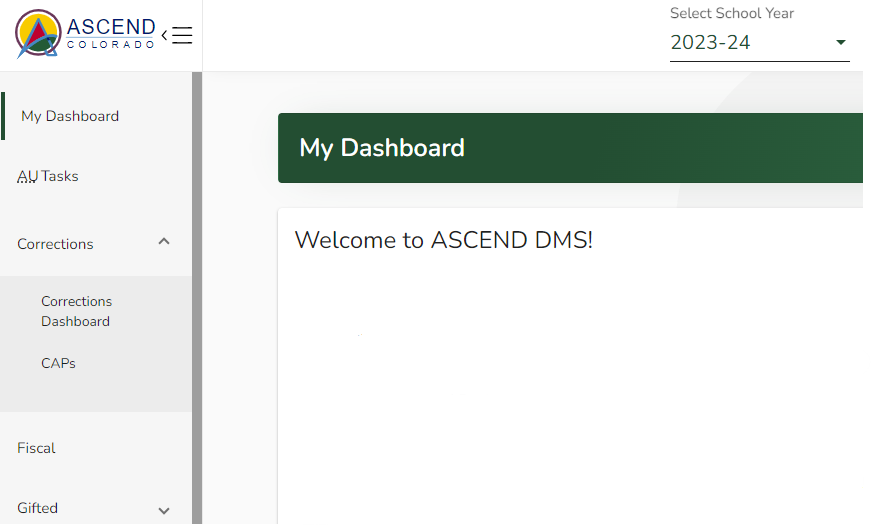 ASCEND
COLORADO
Select School Year
2023-24
My Dashboard
AU Tasks
Corrections
Corrections
Dashboard
CAPs
Fiscal
Gifted
My Dashboard
Welcome to ASCEND DMS!